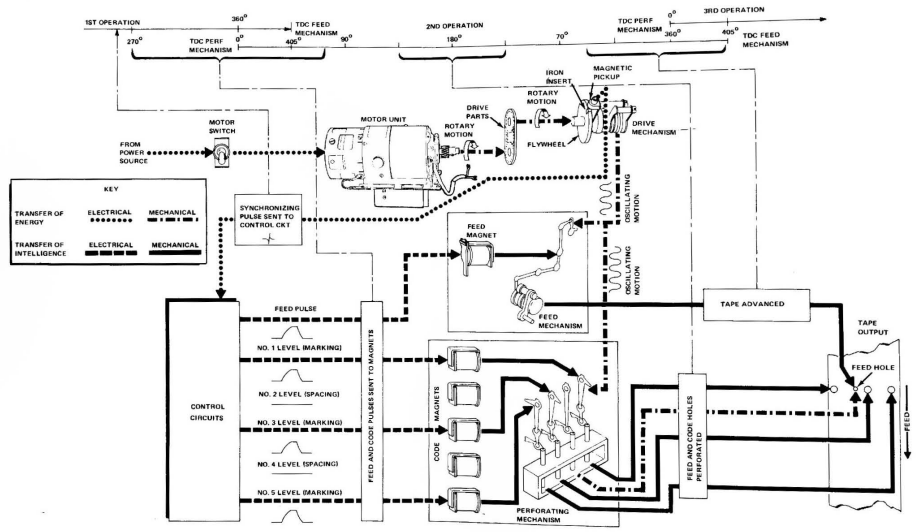 1ST OPERATION
360°
TDC FEED
MECHANISM
2ND OPERATION
TDC PERF
MECHANISM
0°
3RD OPERATION
270°
TDC PERF
MECHANISM
0°
405°
90°
180°
70°
360°
405°
TDC FEED
MECHANISM
MOTOR
SWITCH
FROM
POWER
SOURCE
MOTOR UNIT
ROTARY
MOTION
DRIVE
PARTS
ROTARY
MOTION
IRON
INSERT
MAGNETIC
PICKUP
FLYWHEEL
DRIVE MECHANISM
KEY
TRANSFER OF
ENERGY
ELECTRICAL
MECHANICAL
TRANSFER OF
INTELLIGENCE
ELECTRICAL
MECHANICAL
SYNCHRONIZING
PULSE SENT TO
CONTROL CKT
OSCILLATING
MOTION
OSCILLATING
MOTION
FEED
MAGNET
FEED MECHANISM
TAPE ADVANCED
TAPE
OUTPUT
FEED HOLE
FEED
CONTROL
CIRCUITS
FEED PULSE
NO. 1 LEVEL (MARKING)
NO. 2 LEVEL (SPACING)
NO. 3 LEVEL (MARKING)
NO. 4 LEVEL (SPACING)
NO. 5 LEVEL (MARKING)
FEED AND CODE PULSES SENT TO MAGNETS
CODE MAGNETS
PERFORATING
MECHANISM
FEED AND CODE HOLES
PERFORATED